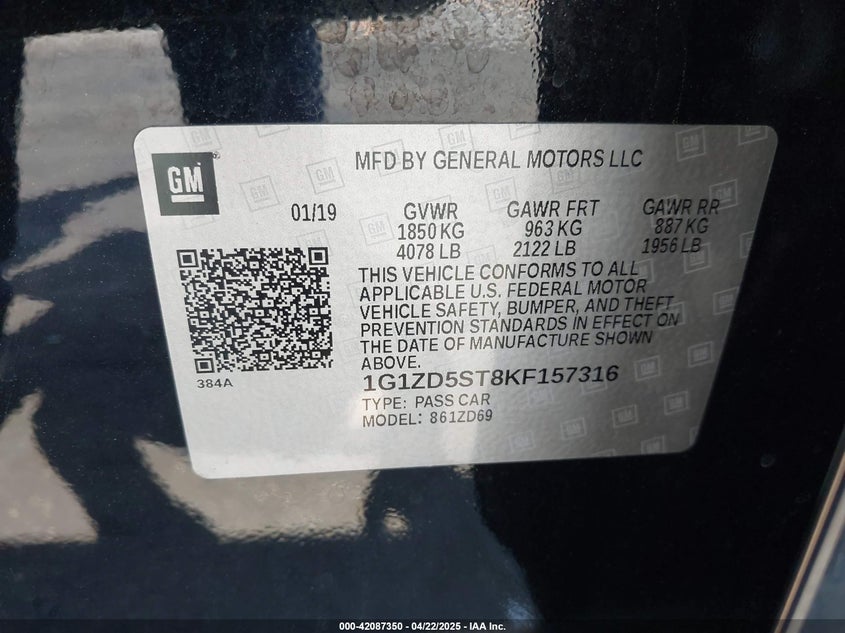 GM
MFD BY GENERAL MOTORS LLC
01/19
GVWR GAWR FRT GAWR RR
1850 KG 963 KG 887 KG
4078 LB 2122 LB 1956 LB
THIS VEHICLE CONFORMS TO ALL
APPLICABLE U.S. FEDERAL MOTOR
VEHICLE SAFETY, BUMPER, AND THEFT
PREVENTION STANDARDS IN EFFECT ON
THE DATE OF MANUFACTURE SHOWN
ABOVE.
384A
1G1ZD5ST8KF157316
TYPE: PASS CAR
MODEL: 861ZD69
000-42087350 - 04/22/2025 - IAA Inc.